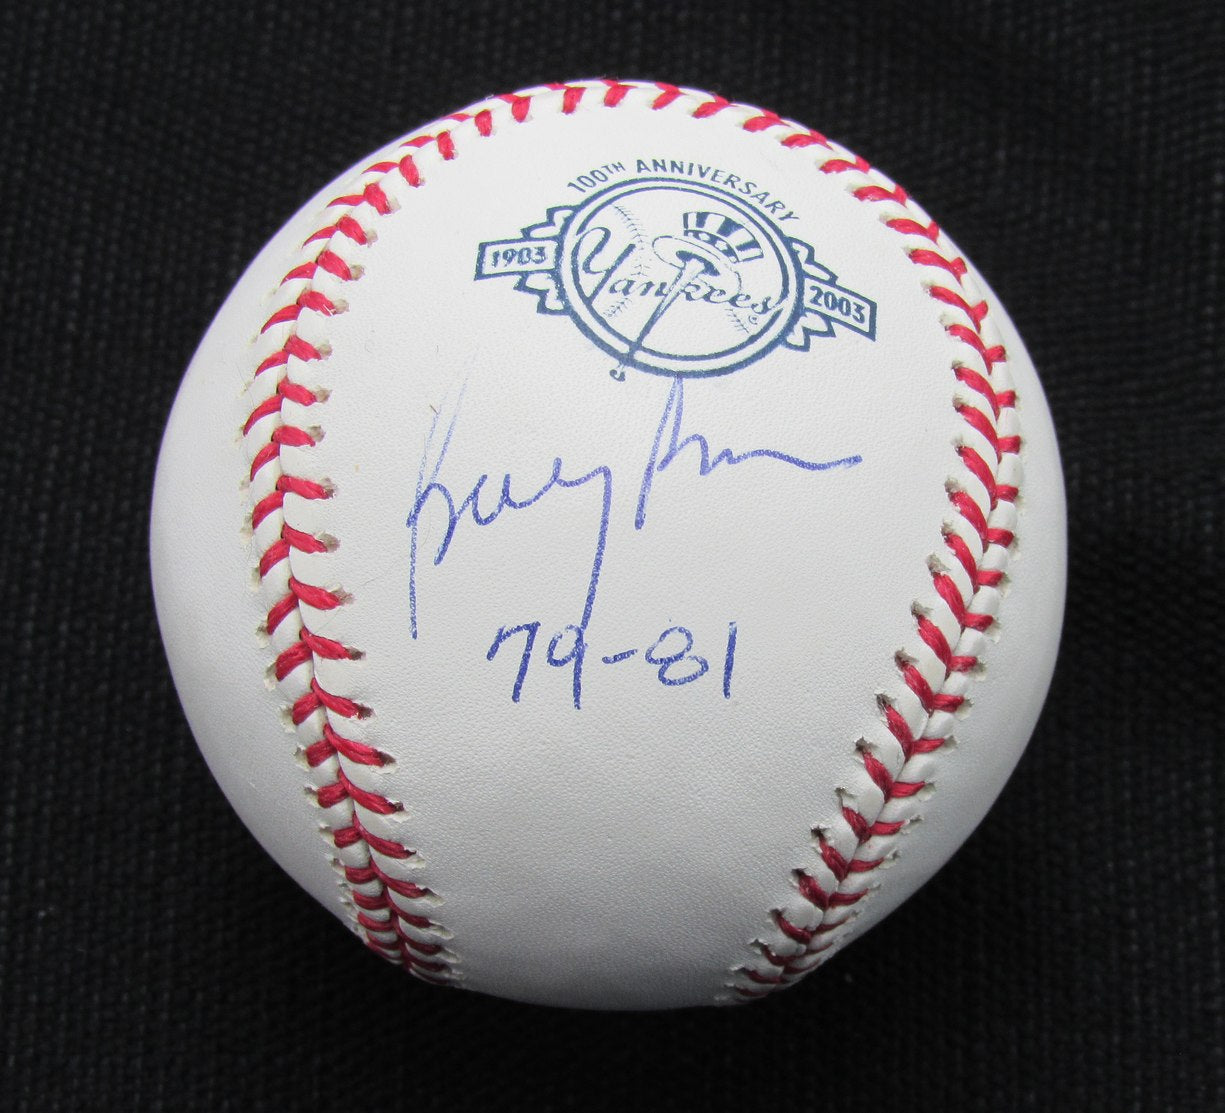 100TH ANNIVERSARY
1903 Yankees 2003
79-81